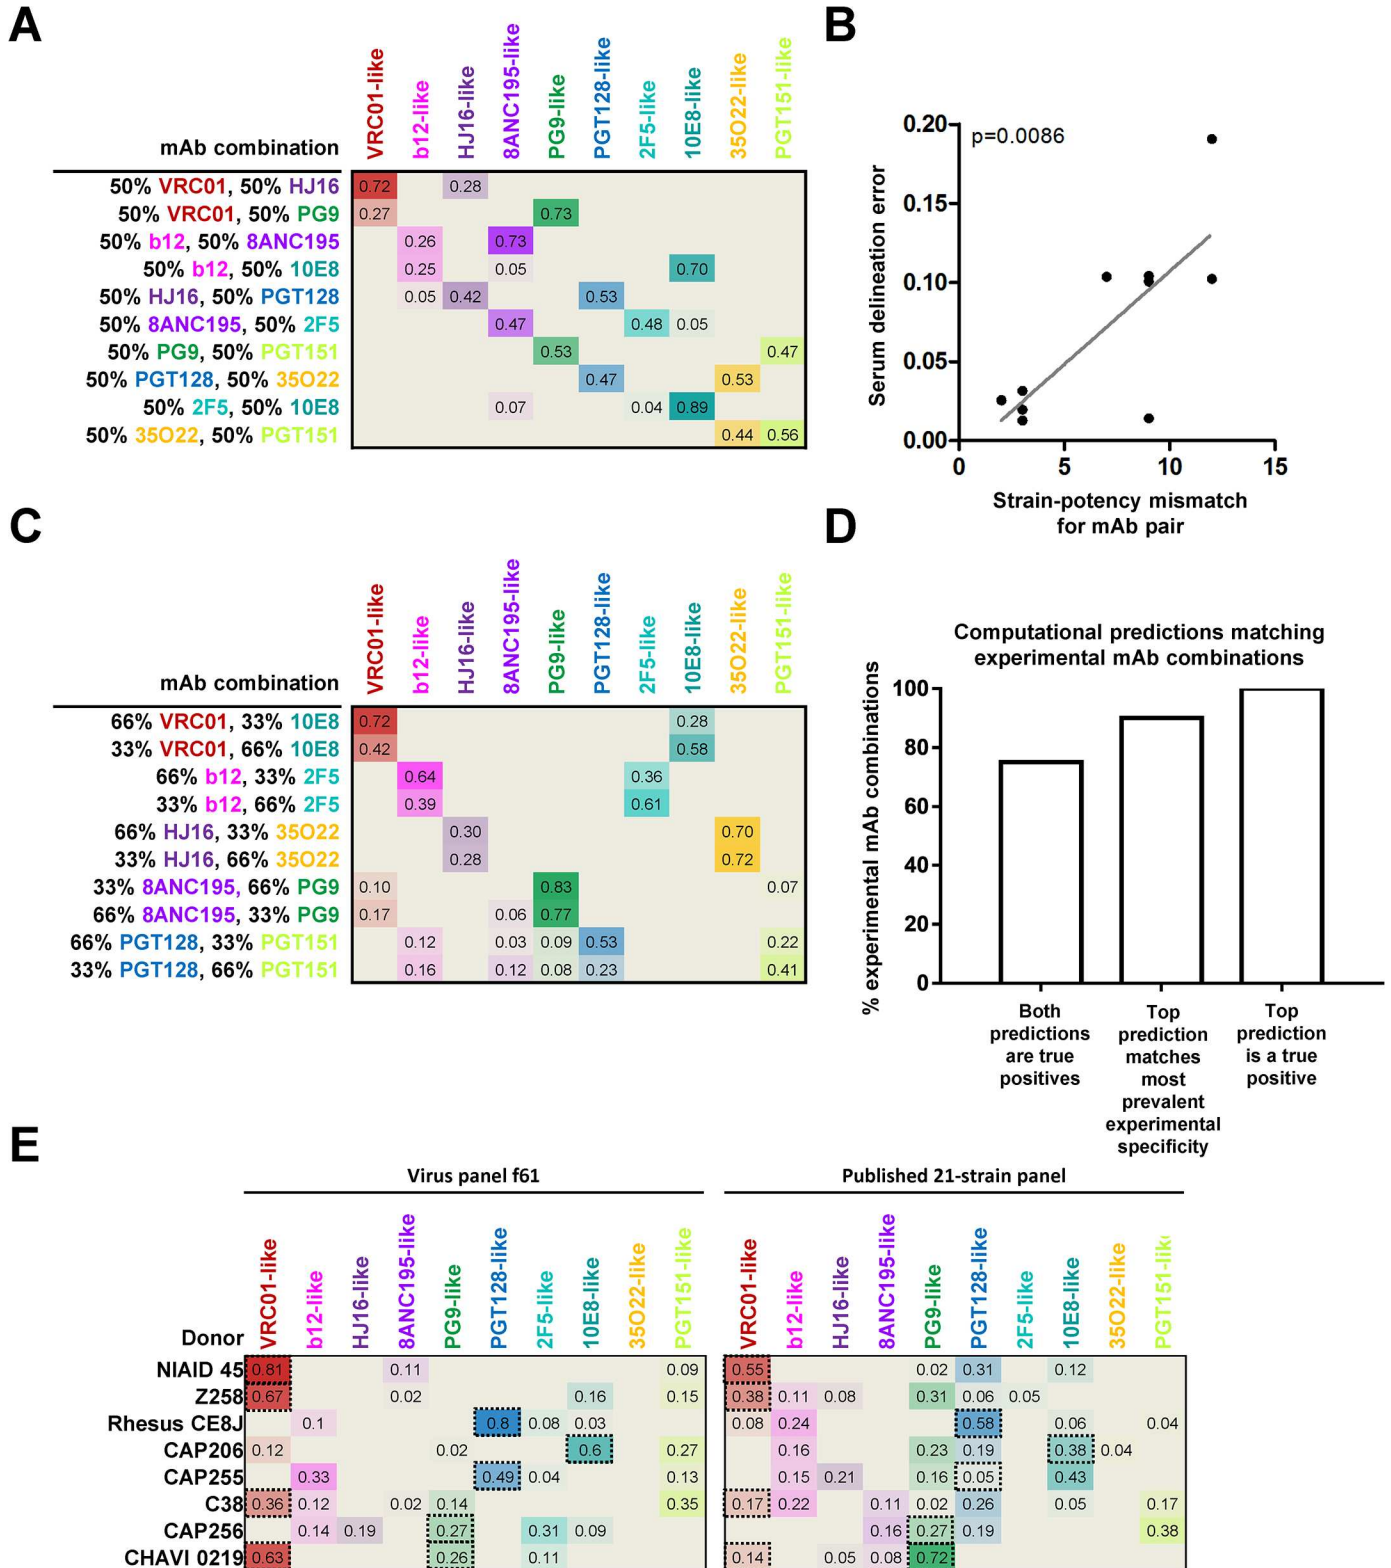 A
VRC01-like
b12-like
HJ16-like
8ANC195-like
PG9-like
PGT128-like
2F5-like
10E8-like
35O22-like
PGT151-like
mAb combination
50% VRC01, 50% HJ16 0.72 0.28
50% VRC01, 50% PG9 0.27 0.73
50% b12, 50% 8ANC195 0.26 0.73
50% b12, 50% 10E8 0.25 0.05 0.70
50% HJ16, 50% PGT128 0.05 0.42 0.53
50% 8ANC195, 50% 2F5 0.47 0.48 0.05
50% PG9, 50% PGT151 0.53 0.47
50% PGT128, 50% 35O22 0.47 0.53
50% 2F5, 50% 10E8 0.07 0.04 0.89
50% 35O22, 50% PGT151 0.44 0.56
B
Serum delineation error
p=0.0086
0.20
0.15
0.10
0.05
0.00
0 5 10 15
Strain-potency mismatch
for mAb pair
C
VRC01-like
b12-like
HJ16-like
8ANC195-like
PG9-like
PGT128-like
2F5-like
10E8-like
35O22-like
PGT151-like
mAb combination
66% VRC01, 33% 10E8 0.72 0.28
33% VRC01, 66% 10E8 0.42 0.58
66% b12, 33% 2F5 0.64 0.36
33% b12, 66% 2F5 0.39 0.61
66% HJ16, 33% 35O22 0.30 0.70
33% HJ16, 66% 35O22 0.28 0.72
33% 8ANC195, 66% PG9 0.10 0.83 0.07
66% 8ANC195, 33% PG9 0.17 0.06 0.77
66% PGT128, 33% PGT151 0.12 0.03 0.09 0.53 0.22
33% PGT128, 66% PGT151 0.16 0.12 0.08 0.23 0.41
D
Computational predictions matching
experimental mAb combinations
% experimental mAb combinations
100
80
60
40
20
0
Both
predictions
are true
positives
Top
prediction
matches
most
prevalent
experimental
specificity
Top
prediction
is a true
positive
E
Virus panel f61
Published 21-strain panel
VRC01-like
b12-like
HJ16-like
8ANC195-like
PG9-like
PGT128-like
2F5-like
10E8-like
35O22-like
PGT151-like
VRC01-like
b12-like
HJ16-like
8ANC195-like
PG9-like
PGT128-like
2F5-like
10E8-like
35O22-like
PGT151-like
Donor
NIAID 45 0.81 0.11 0.09 0.55 0.02 0.31 0.12
Z258 0.67 0.02 0.16 0.15 0.38 0.11 0.08 0.31 0.06 0.05
Rhesus CE8J 0.1 0.8 0.08 0.03 0.08 0.24 0.58 0.06 0.04
CAP206 0.12 0.02 0.6 0.27 0.16 0.23 0.19 0.38 0.04
CAP255 0.33 0.49 0.04 0.13 0.15 0.21 0.16 0.05 0.43
C38 0.36 0.12 0.02 0.14 0.35 0.17 0.22 0.11 0.02 0.26 0.05 0.17
CAP256 0.14 0.19 0.27 0.31 0.09 0.16 0.27 0.19 0.38
CHAVI 0219 0.63 0.26 0.11 0.14 0.05 0.08 0.72